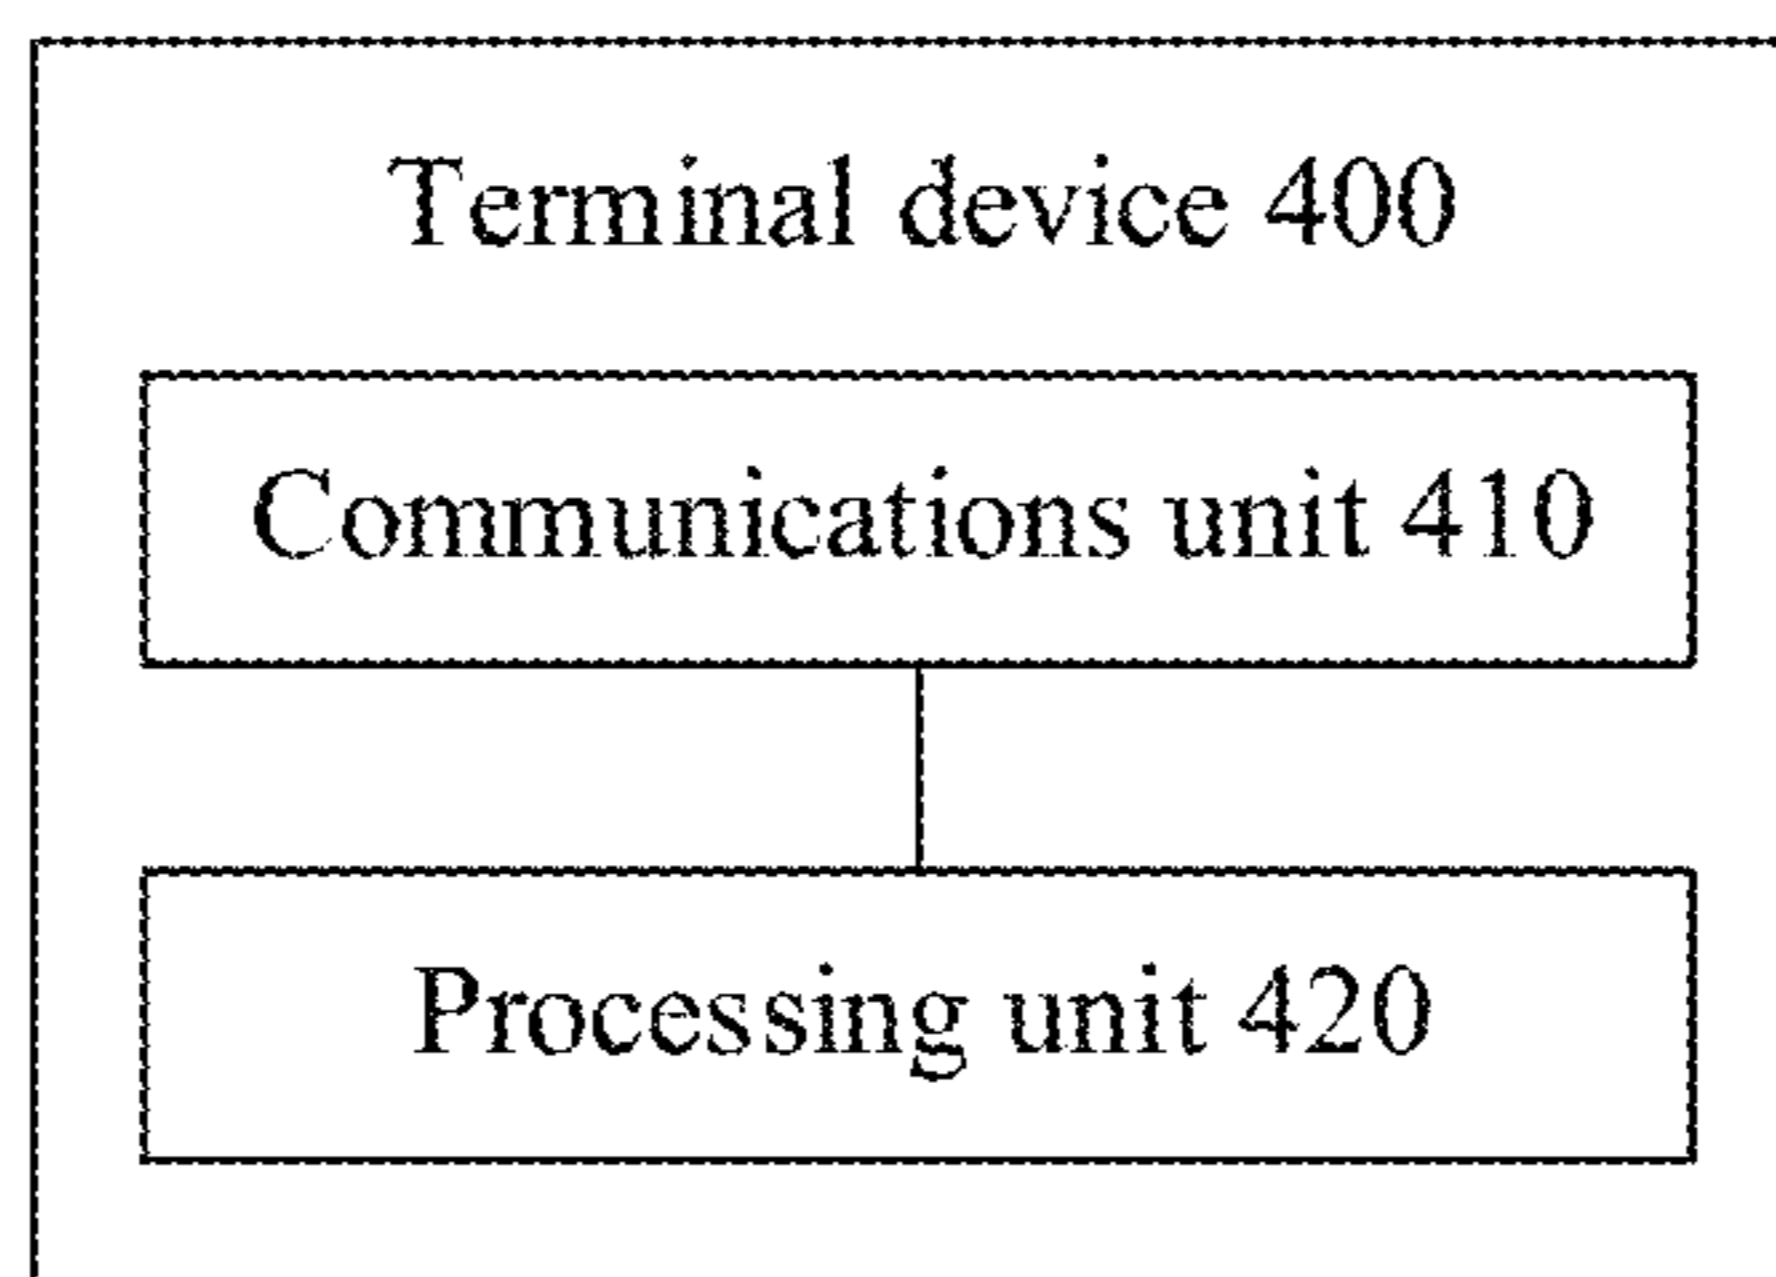 Terminal device 400
Communications unit 410
Processing unit 420